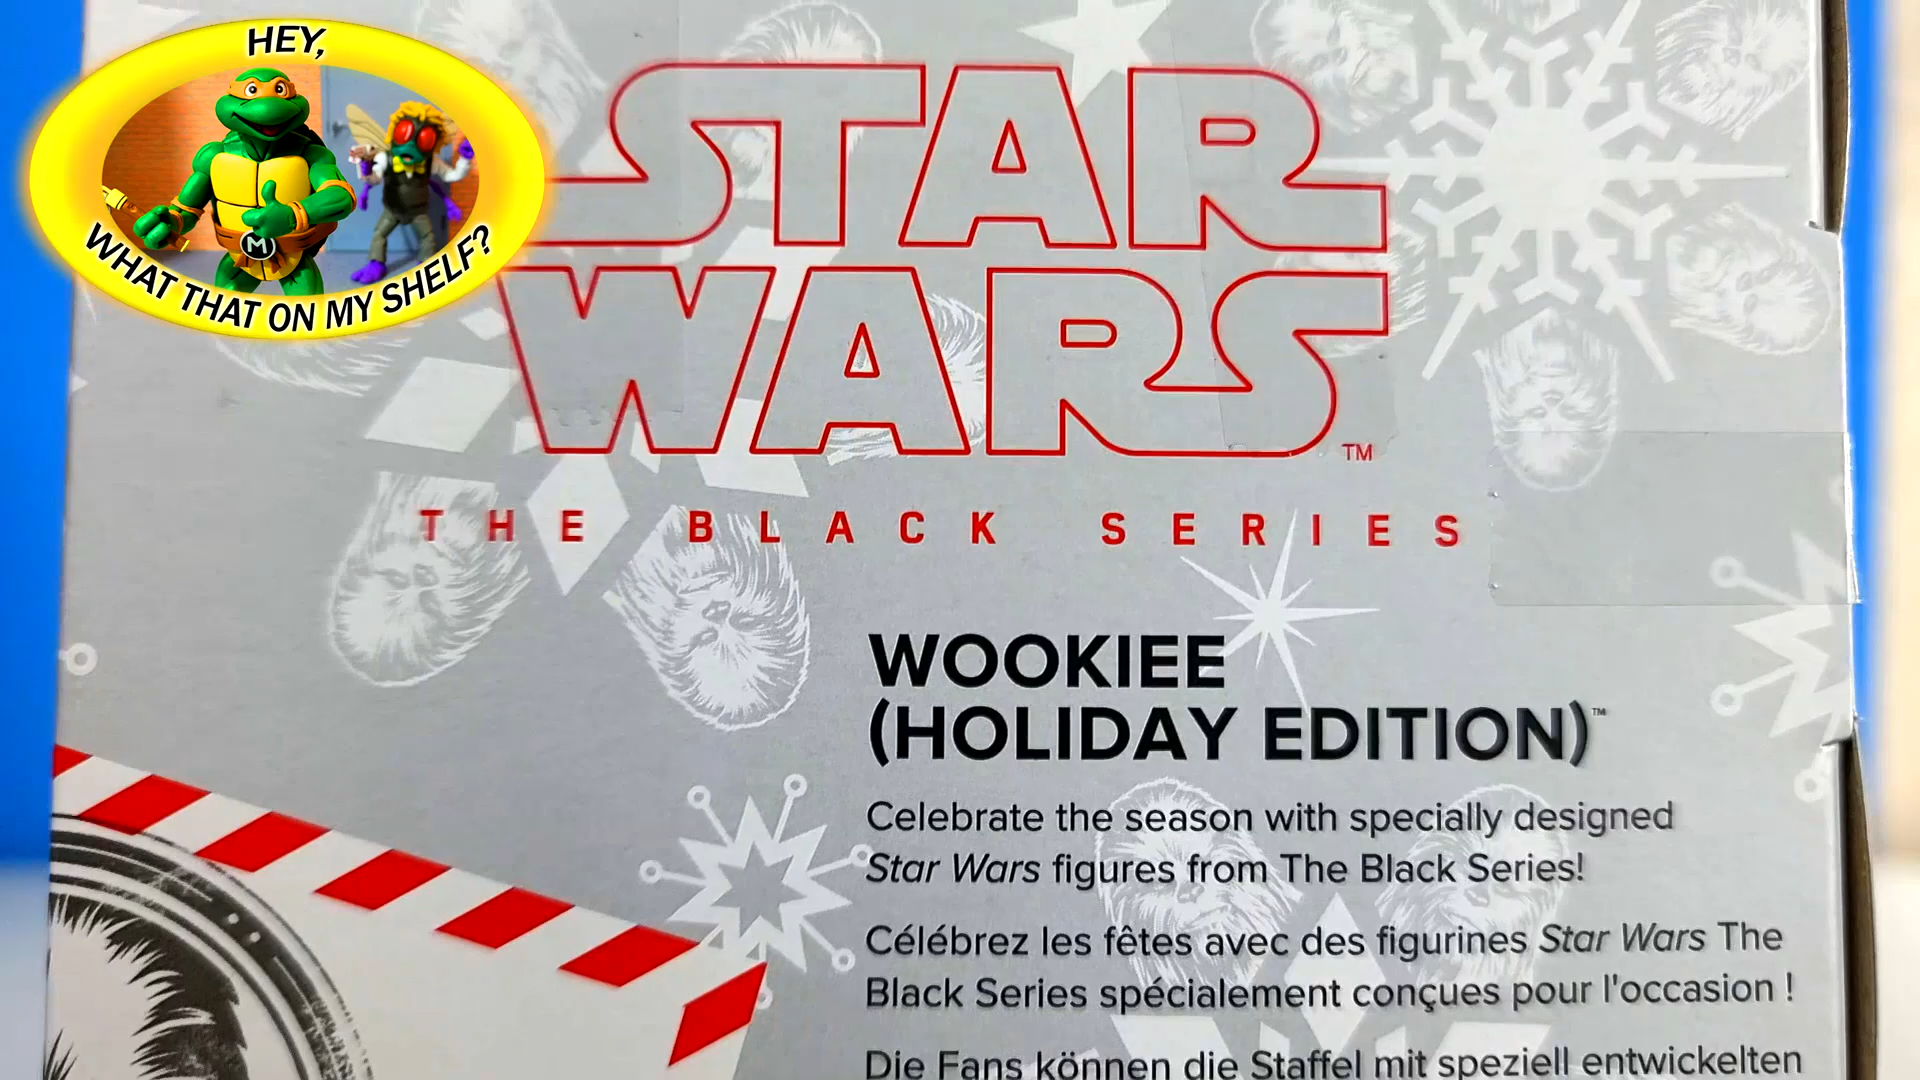 HEY,
WHAT THAT ON MY SHELF?
M
STAR
WARS
TM
THE BLACK SERIES
WOOKIEE
(HOLIDAY EDITION)™
Celebrate the season with specially designed
Star Wars figures from The Black Series!
Célébrez les fêtes avec des figurines Star Wars The
Black Series spécialement conçues pour l'occasion !
Die Fans können die Staffel mit speziell entwickelten